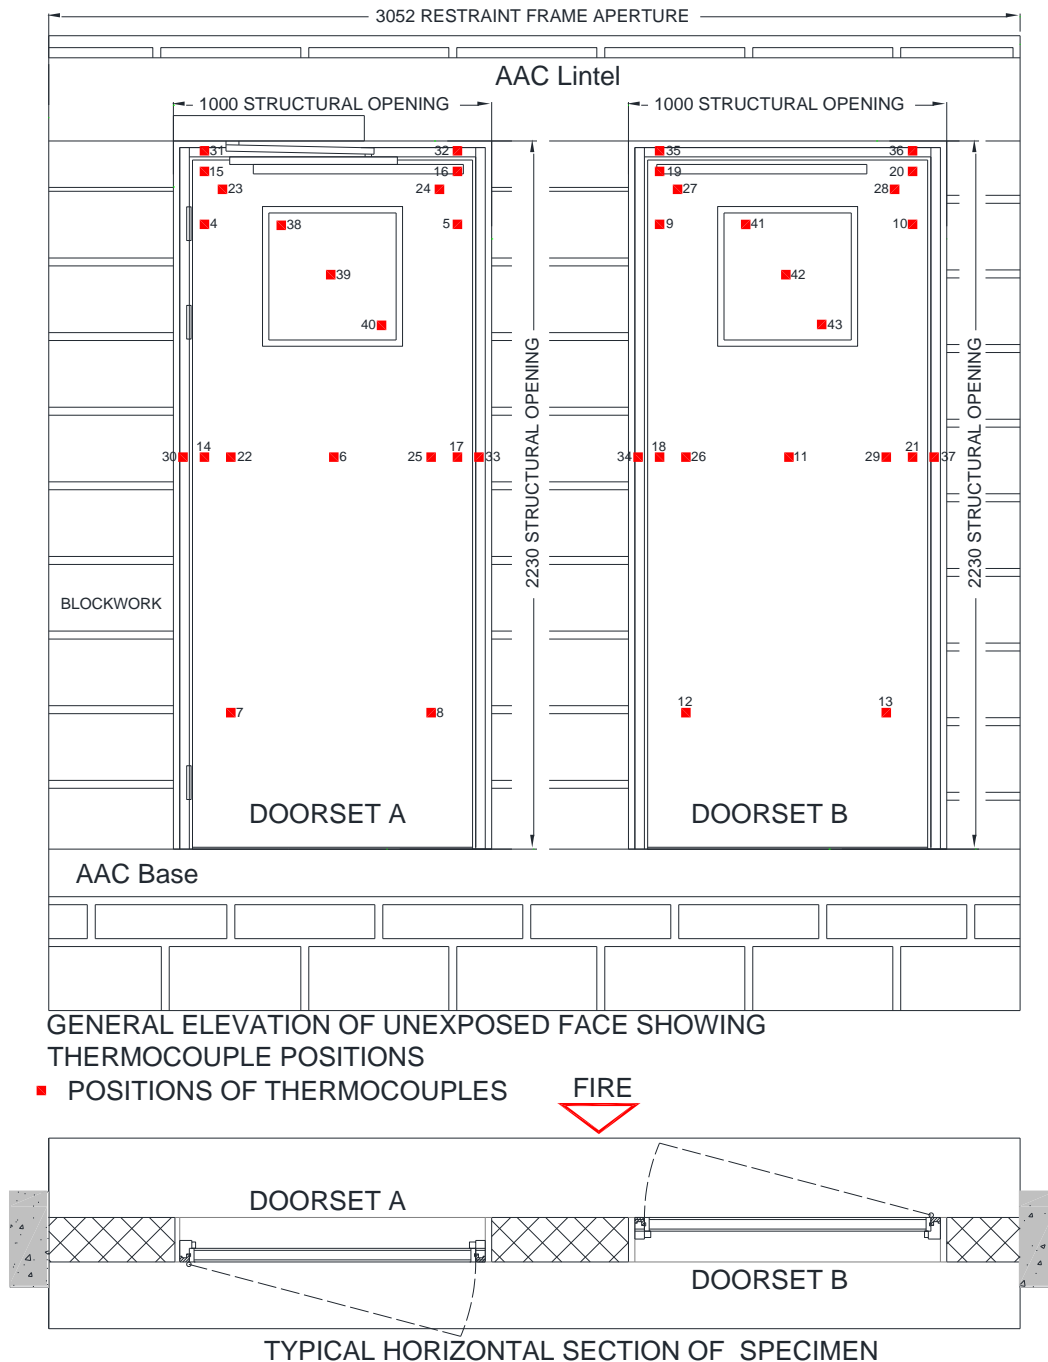 3052 RESTRAINT FRAME APERTURE
AAC Lintel
1000 STRUCTURAL OPENING
1000 STRUCTURAL OPENING
31 32 35 36
15 16 19 20
23 24 27 28
4 38 5 9 41 10
39 42
40 43
2230 STRUCTURAL OPENING
2230 STRUCTURAL OPENING
14 17 18 21
30 22 6 25 33 34 26 11 29 37
BLOCKWORK
12 13
7 8
DOORSET A DOORSET B
AAC Base
GENERAL ELEVATION OF UNEXPOSED FACE SHOWING
THERMOCOUPLE POSITIONS
POSITIONS OF THERMOCOUPLES
FIRE
DOORSET A
DOORSET B
TYPICAL HORIZONTAL SECTION OF SPECIMEN